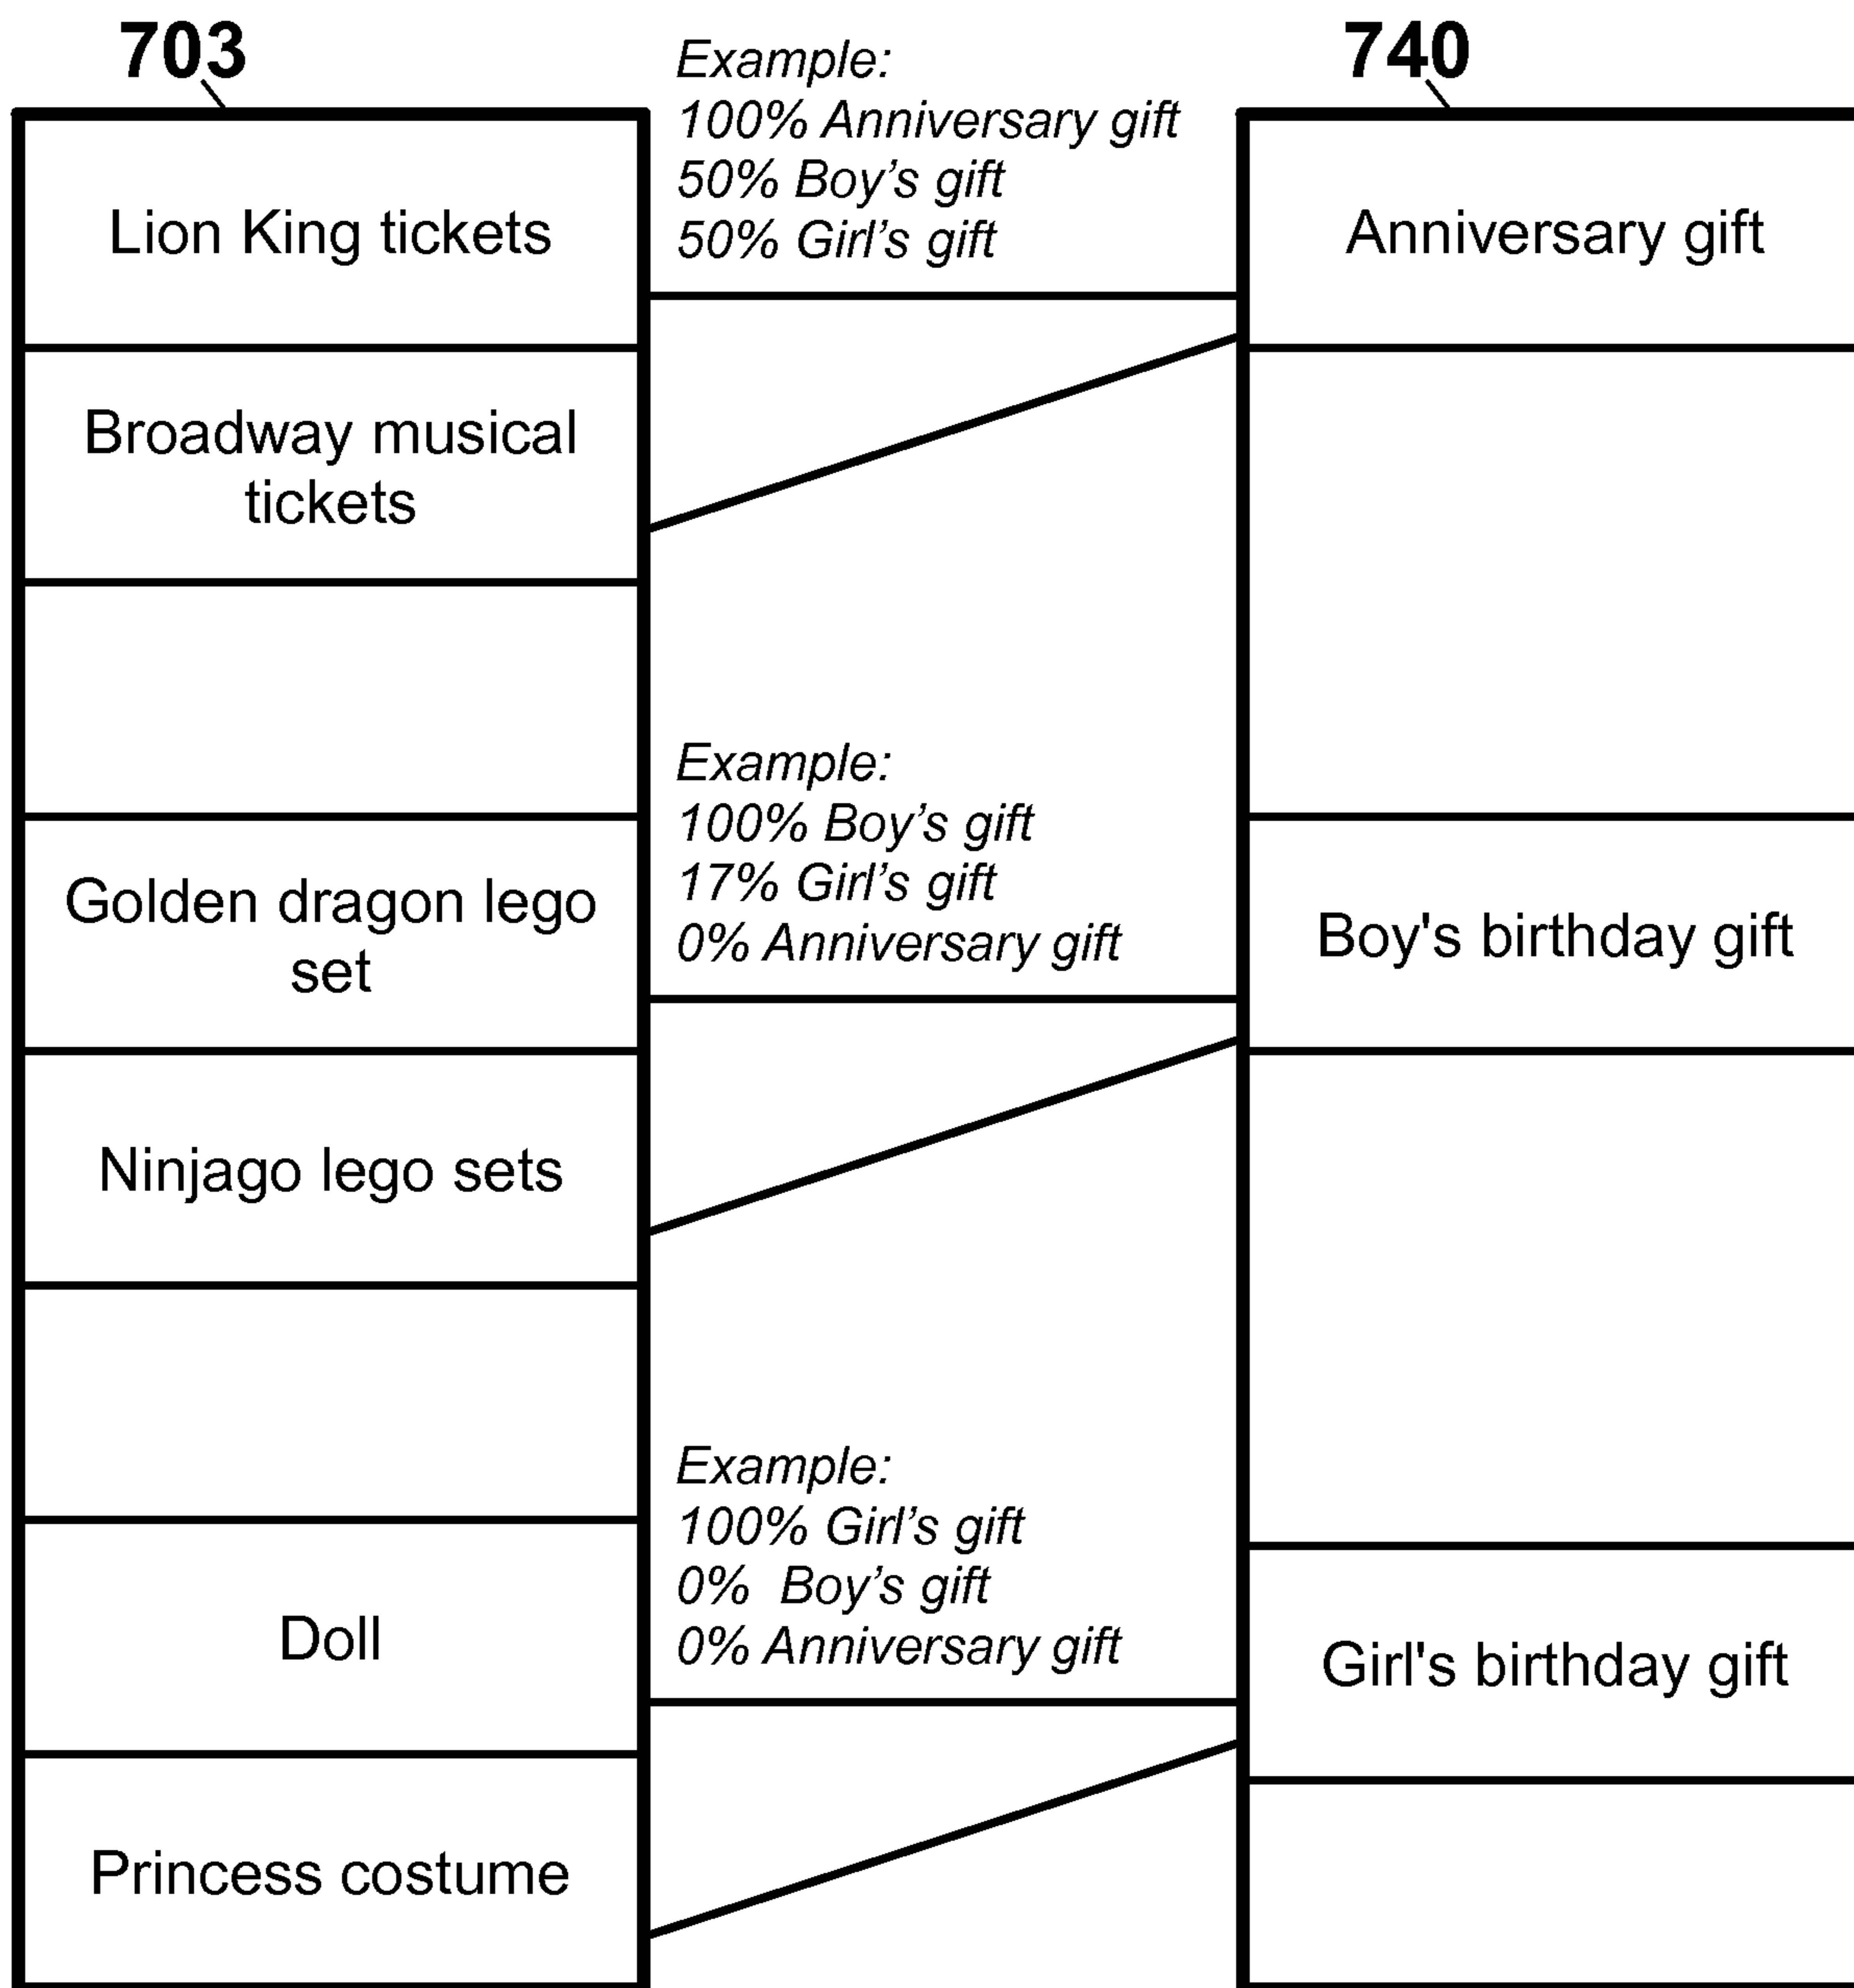 703
Example:
740
100% Anniversary gift
50% Boy’s gift
Lion King tickets
50% Girl’s gift
Anniversary gift
Broadway musical
tickets
Example:
100% Boy’s gift
Golden dragon lego
set
17% Girl’s gift
0% Anniversary gift
Boy's birthday gift
Ninjago lego sets
Example:
100% Girl’s gift
0%  Boy’s gift
0% Anniversary gift
Doll
Girl's birthday gift
Princess costume